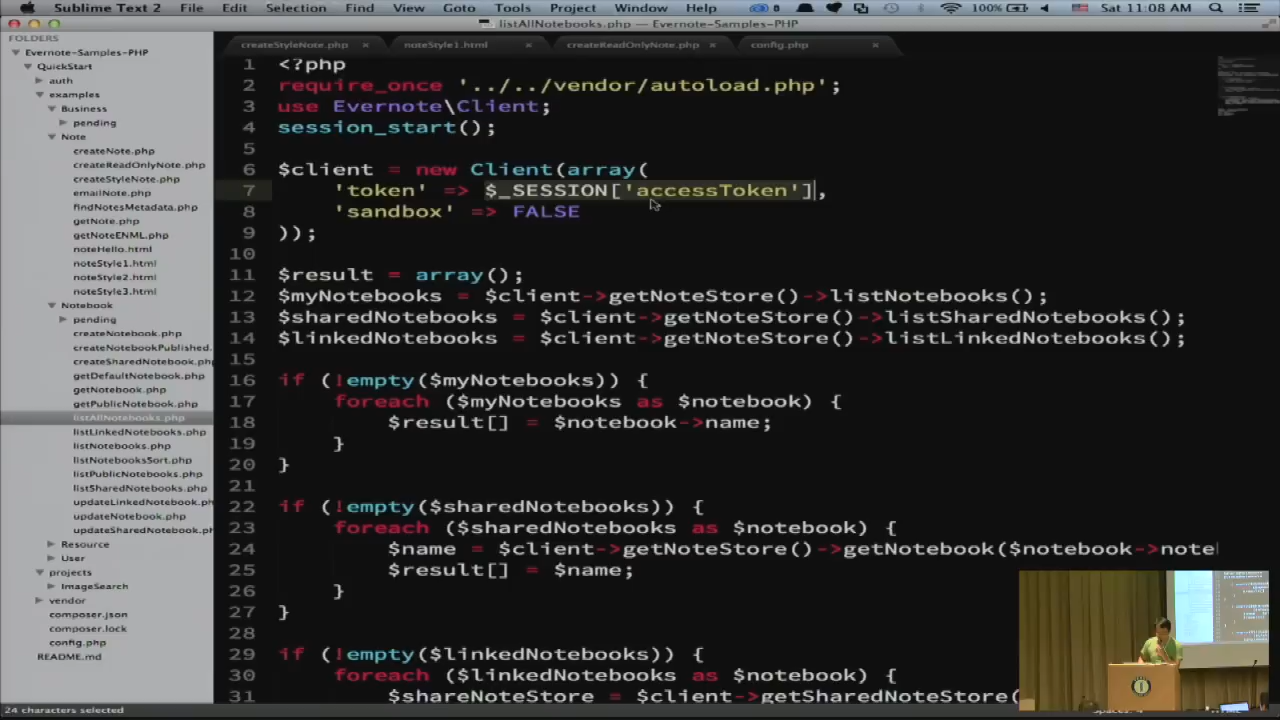 Sublime Text 2 File Edit Selection Find View Goto Tools Project Window Help 8 100% Sat 11:08 AM
listAllNotebooks.php — Evernote-Samples-PHP
FOLDERS
Evernote-Samples-PHP
QuickStart
auth
examples
Business
pending
Note
createNote.php
createReadOnlyNote.php
createStyleNote.php
emailNote.php
findNotesMetadata.php
getNoteENML.php
noteHello.html
noteStyle1.html
noteStyle2.html
noteStyle3.html
Notebook
pending
createNotebook.php
createNotebookPublished.
createSharedNotebook.php
getDefaultNotebook.php
getNotebook.php
getPublicNotebook.php
listAllNotebooks.php
listLinkedNotebooks.php
listNotebooks.php
listNotebooksSort.php
listPublicNotebooks.php
listSharedNotebooks.php
updateLinkedNotebook.ph
updateNotebook.php
updateSharedNotebook.ph
Resource
User
projects
ImageSearch
vendor
composer.json
composer.lock
config.php
README.md
createStyleNote.php × noteStyle1.html × createReadOnlyNote.php × config.php ×
1 <?php
2 require_once '../../vendor/autoload.php';
3 use Evernote\Client;
4 session_start();
5
6 $client = new Client(array(
7 'token' => $_SESSION['accessToken'],
8 'sandbox' => FALSE
9 ));
10
11 $result = array();
12 $myNotebooks = $client->getNoteStore()->listNotebooks();
13 $sharedNotebooks = $client->getNoteStore()->listSharedNotebooks();
14 $linkedNotebooks = $client->getNoteStore()->listLinkedNotebooks();
15
16 if (!empty($myNotebooks)) {
17 foreach ($myNotebooks as $notebook) {
18 $result[] = $notebook->name;
19 }
20 }
21
22 if (!empty($sharedNotebooks)) {
23 foreach ($sharedNotebooks as $notebook) {
24 $name = $client->getNoteStore()->getNotebook($notebook->note
25 $result[] = $name;
26 }
27 }
28
29 if (!empty($linkedNotebooks)) {
30 foreach ($linkedNotebooks as $notebook) {
31 $shareNoteStore = $client->getSharedNoteStore(
24 characters selected